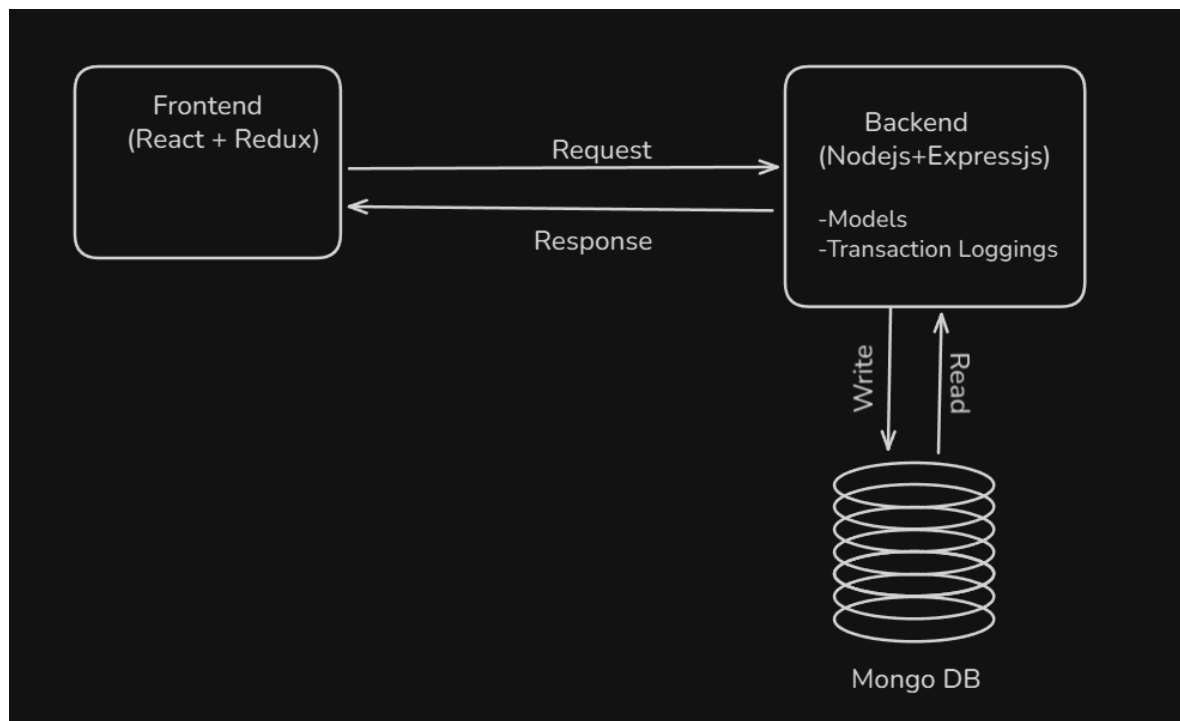 Frontend
(React + Redux)
Request
Response
Backend
(Nodejs+Expressjs)
-Models
-Transaction Loggings
Write
Read
Mongo DB